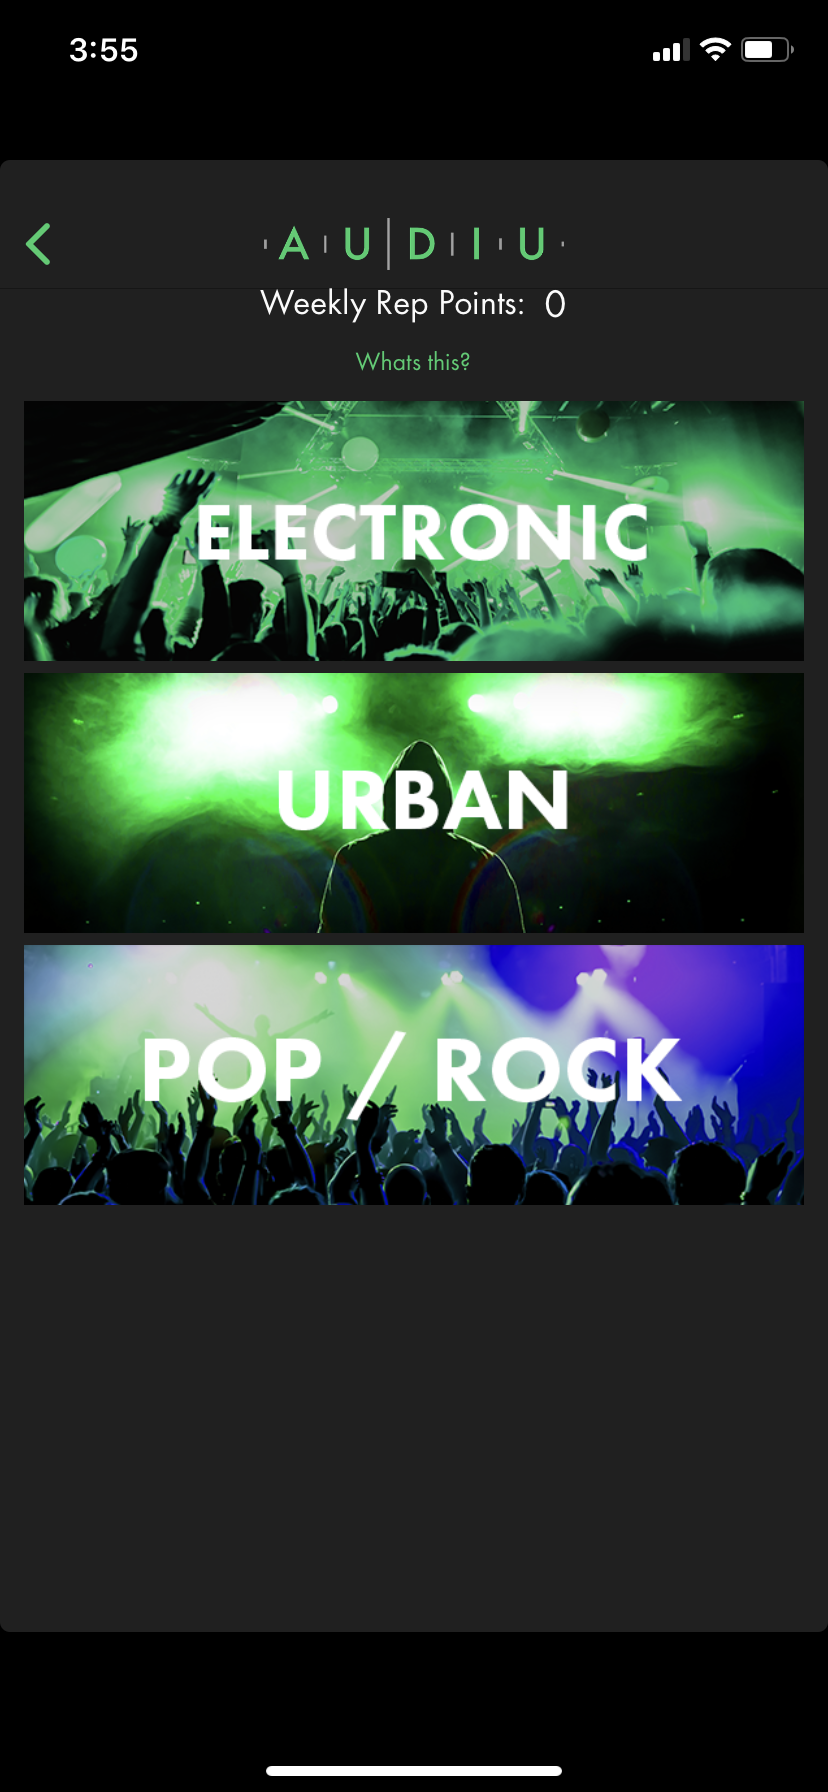 3:55
AUDIU
Weekly Rep Points: 0
Whats this?
ELECTRONIC
URBAN
POP / ROCK